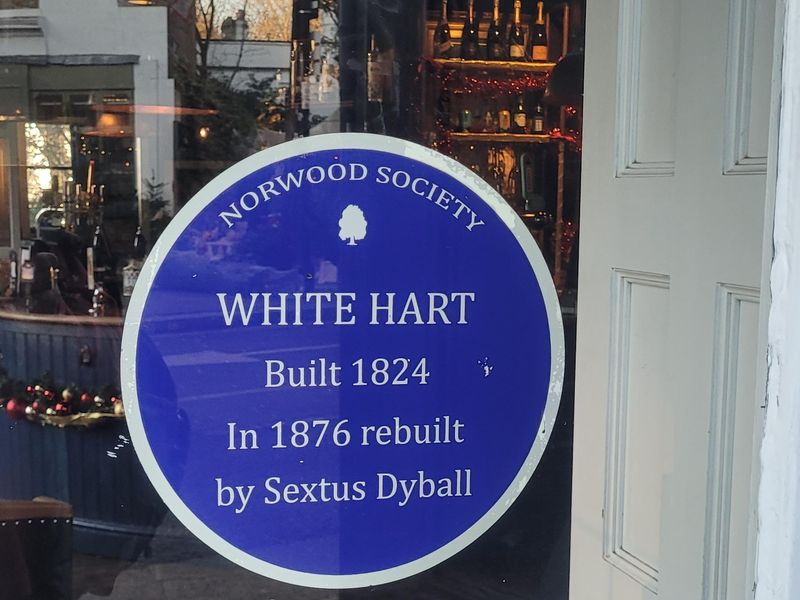 NORWOOD SOCIETY
WHITE HART
Built 1824
In 1876 rebuilt
by Sextus Dyball